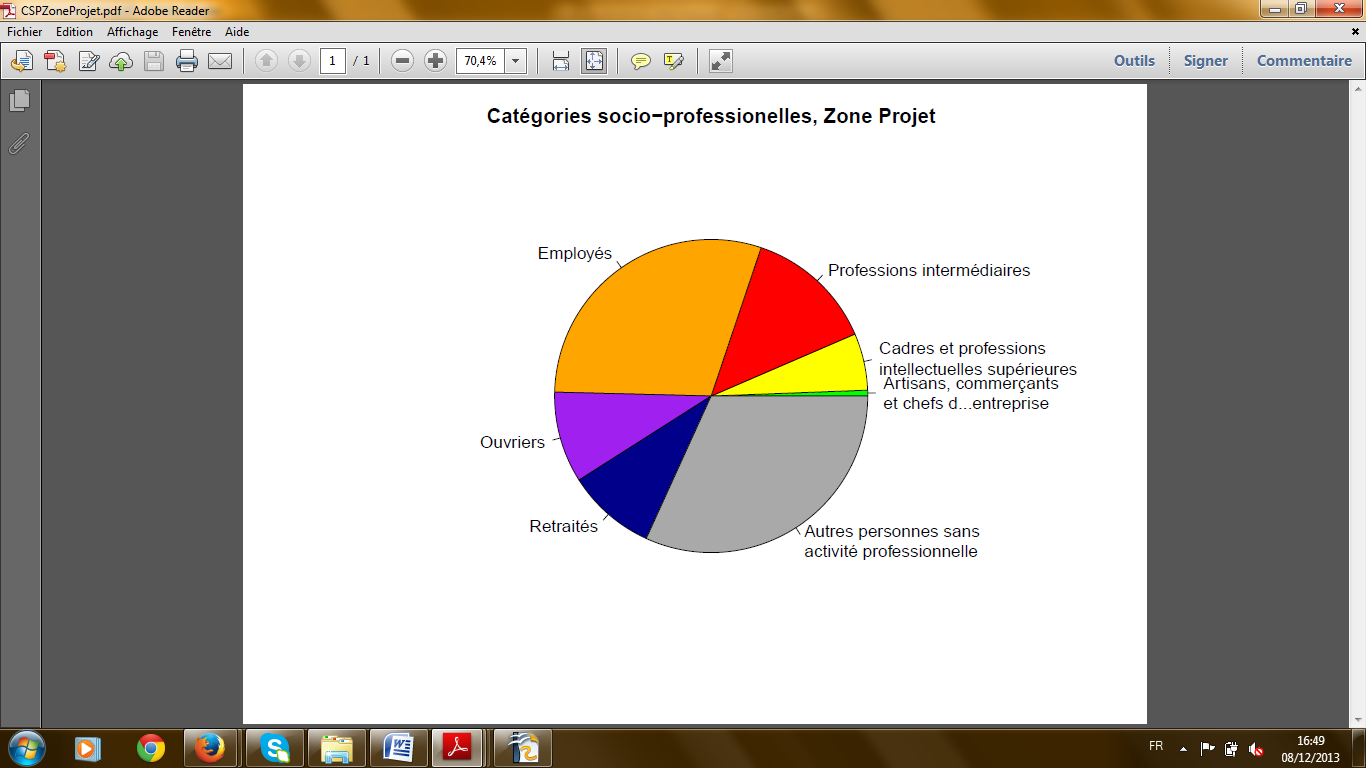 CSPZoneProjet.pdf - Adobe Reader
Fichier Edition Affichage Fenêtre Aide
1 / 1 70,4% Outils Signer Commentaire
Catégories socio−professionelles, Zone Projet
Employés
Professions intermédiaires
Cadres et professions
intellectuelles supérieures
Artisans, commerçants
et chefs d...entreprise
Ouvriers
Retraités
Autres personnes sans
activité professionnelle
FR
16:49
08/12/2013